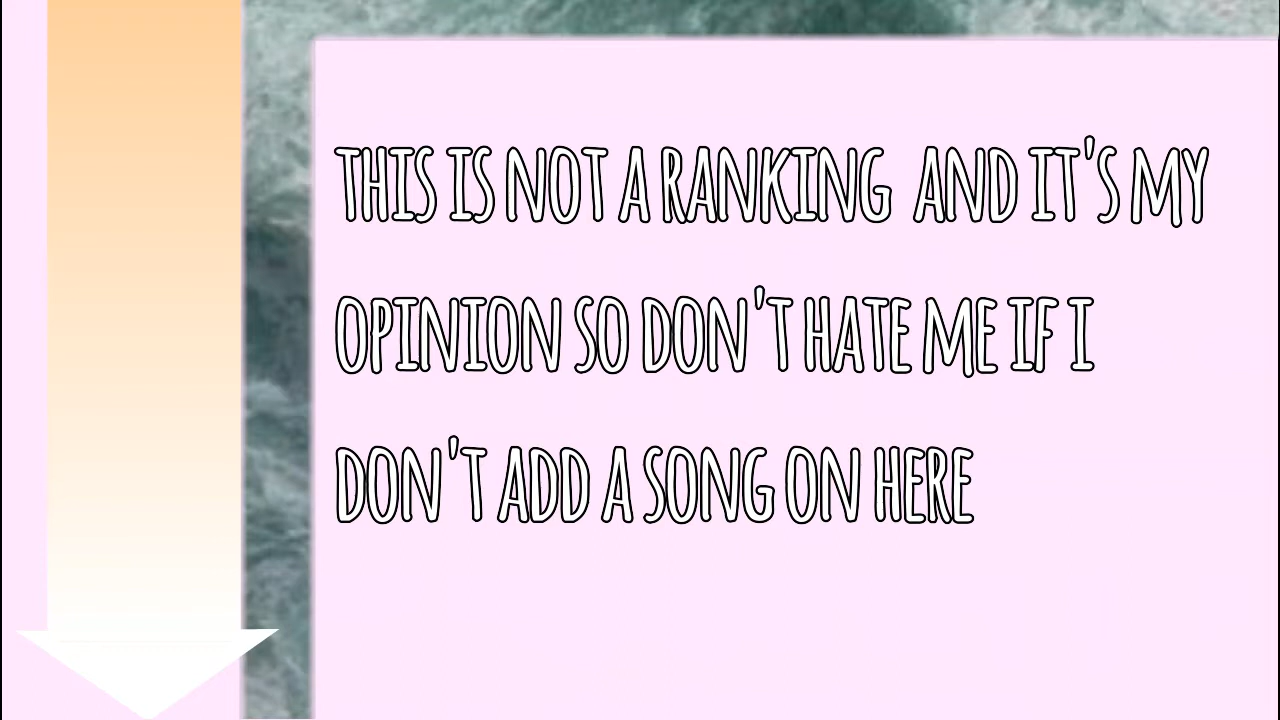 THIS IS NOT A RANKING AND IT'S MY
OPINION SO DON'T HATE ME IF I
DON'T ADD A SONG ON HERE